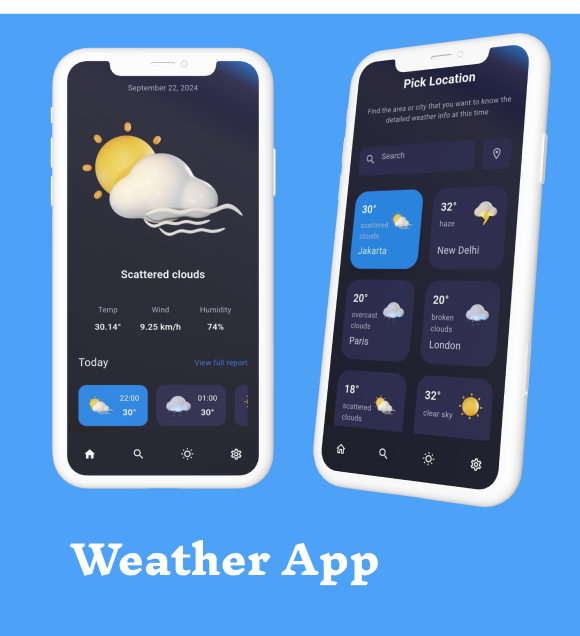 September 22, 2024
Scattered clouds
Temp Wind Humidity
30.14° 9.25 km/h 74%
Today View full report
22:00 01:00
30° 30°
Pick Location
Find the area or city that you want to know the
detailed weather info at this time
Search
30° 32°
scattered haze
clouds
Jakarta New Delhi
20° 20°
overcast broken
clouds clouds
Paris London
18° 32°
scattered clear sky
clouds
Weather App